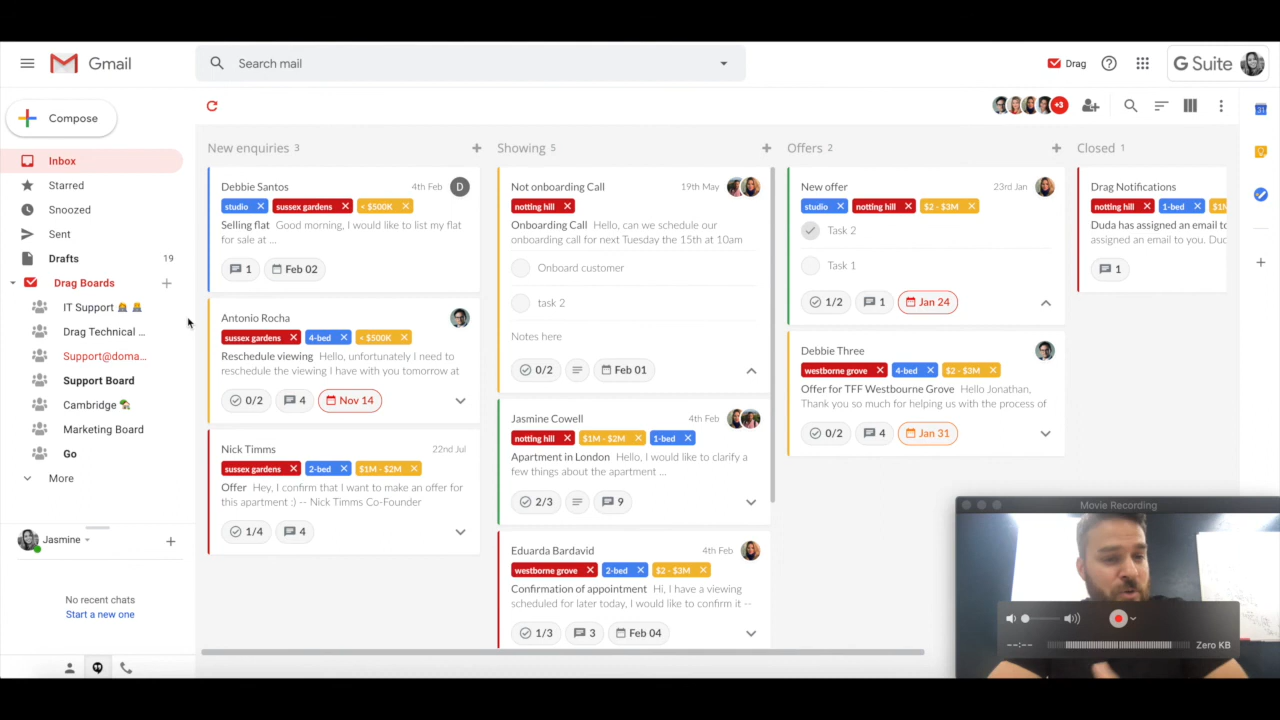 Gmail
Search mail
Drag
G Suite
Compose
+3
Inbox
Starred
Snoozed
Sent
Drafts 19
Drag Boards
IT Support
Drag Technical ...
Support@doma...
Support Board
Cambridge
Marketing Board
Go
More
Jasmine
No recent chats
Start a new one
New enquiries 3
Debbie Santos 4th Feb D
studio sussex gardens < $500K
Selling flat Good morning, I would like to list my flat
for sale at ...
1 Feb 02
Antonio Rocha
sussex gardens 4-bed < $500K
Reschedule viewing Hello, unfortunately I need to
reschedule the viewing I have with you tomorrow at
0/2 4 Nov 14
Nick Timms 22nd Jul
sussex gardens 2-bed $1M - $2M
Offer Hey, I confirm that I want to make an offer for
this apartment :) -- Nick Timms Co-Founder
1/4 4
Showing 5
Not onboarding Call 19th May
notting hill
Onboarding Call Hello, can we schedule our
onboarding call for next Tuesday the 15th at 10am
Onboard customer
task 2
Notes here
0/2 Feb 01
Jasmine Cowell 4th Feb
notting hill $1M - $2M 1-bed
Apartment in London Hello, I would like to clarify a
few things about the apartment ...
2/3 9
Eduarda Bardavid 4th Feb
westborne grove 2-bed $2 - $3M
Confirmation of appointment Hi, I have a viewing
scheduled for later today, I would like to confirm it --
1/3 3 Feb 04
Offers 2
New offer 23rd Jan
studio notting hill $2 - $3M
Task 2
Task 1
1/2 1 Jan 24
Debbie Three
westborne grove 4-bed $2 - $3M
Offer for TFF Westbourne Grove Hello Jonathan,
Thank you so much for helping us with the process of
0/2 4 Jan 31
Closed 1
Drag Notifications
notting hill 1-bed $1M
Duda has assigned an email to
assigned an email to you. Duc
1
31
Movie Recording
--:-- Zero KB